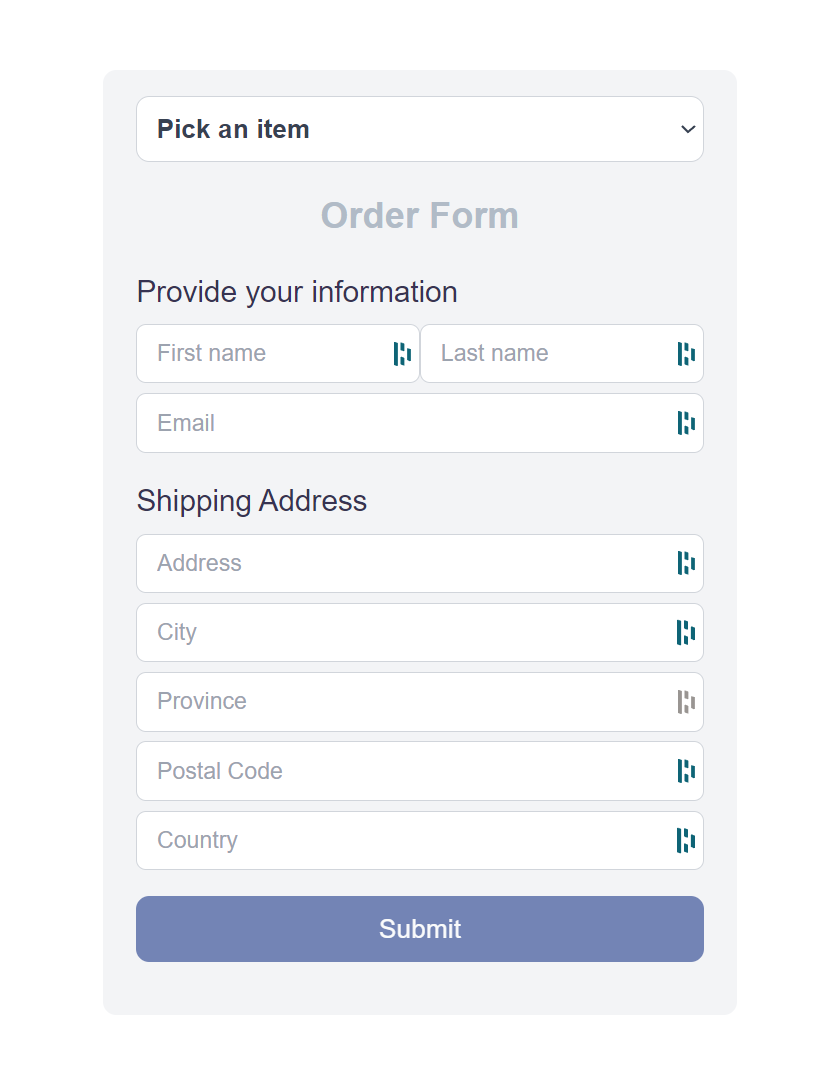 Pick an item
Order Form
Provide your information
First name Last name
Email
Shipping Address
Address
City
Province
Postal Code
Country
Submit